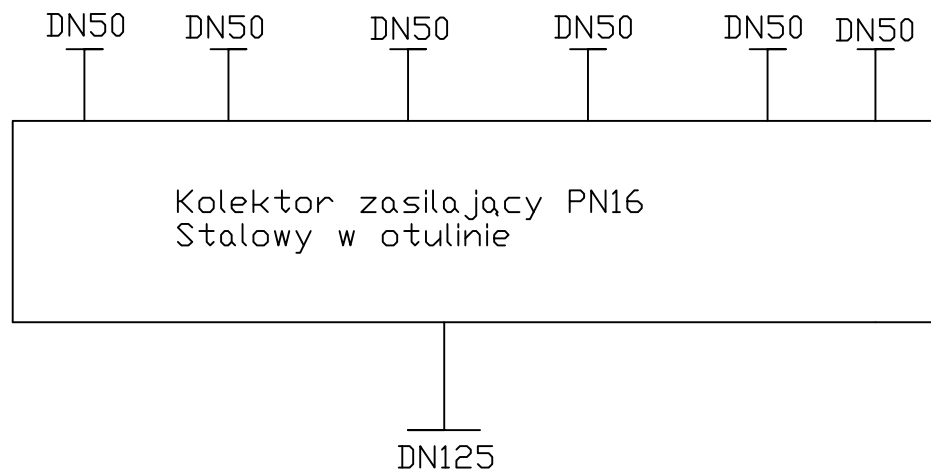 DN50 DN50 DN50 DN50 DN50 DN50
Kolektor zasilający PN16
Stalowy w otulinie
DN125